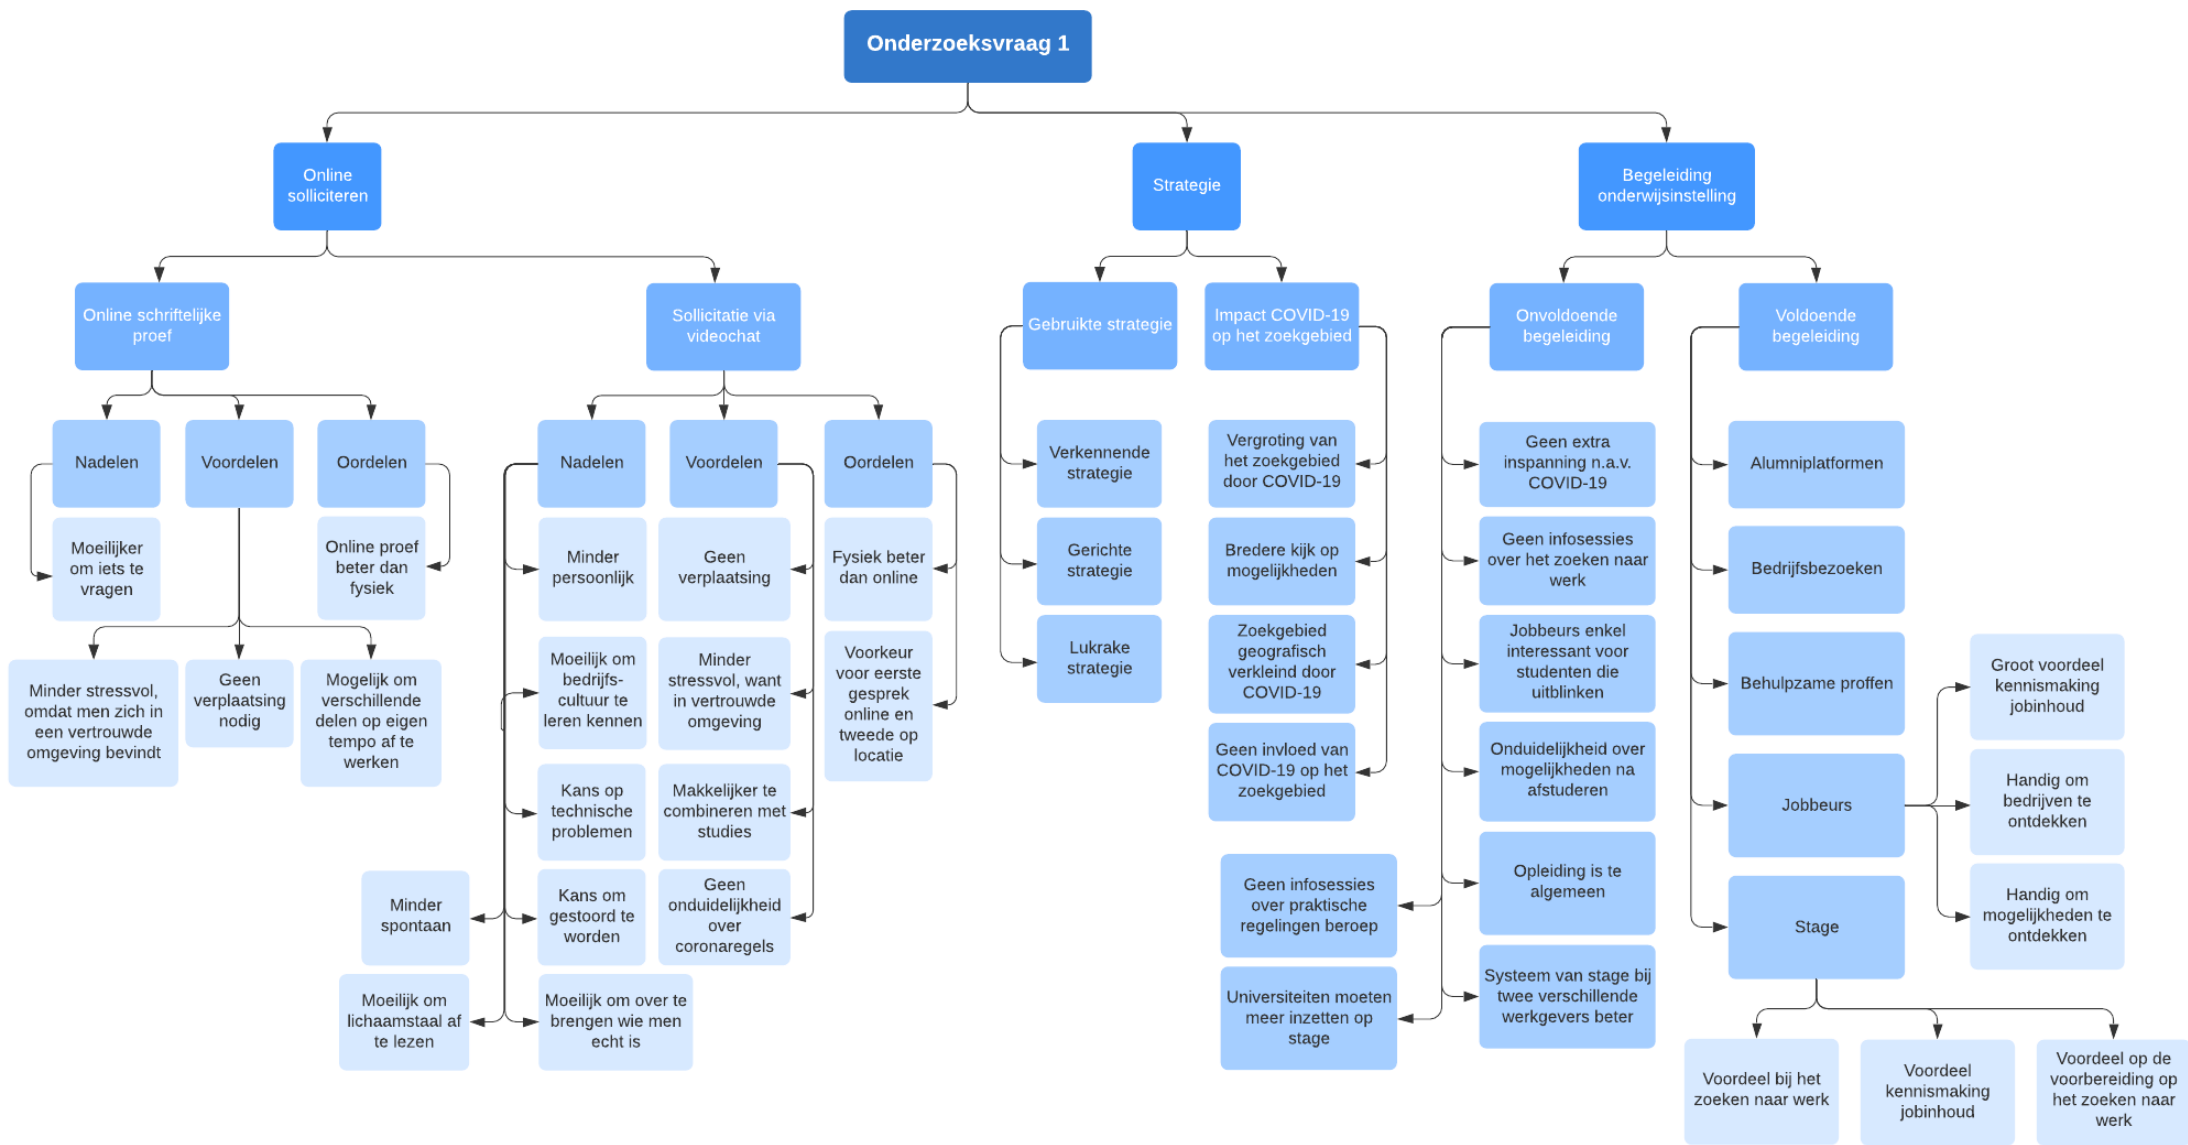 Onderzoeksvraag 1
Online
solliciteren
Strategie
Begeleiding
onderwijsinstelling
Online schriftelijke
proef
Sollicitatie via
videochat
Gebruikte strategie
Impact COVID-19
op het zoekgebied
Onvoldoende
begeleiding
Voldoende
begeleiding
Nadelen
Voordelen
Oordelen
Nadelen
Voordelen
Oordelen
Verkennende
strategie
Vergroting van
het zoekgebied
door COVID-19
Geen extra
inspanning n.a.v.
COVID-19
Alumniplatformen
Moeilijker
om iets te
vragen
Online proef
beter dan
fysiek
Minder
persoonlijk
Geen
verplaatsing
Fysiek beter
dan online
Gerichte
strategie
Bredere kijk op
mogelijkheden
Geen infosessies
over het zoeken naar
werk
Bedrijfsbezoeken
Minder stressvol,
omdat men zich in
een vertrouwde
omgeving bevindt
Geen
verplaatsing
nodig
Mogelijk om
verschillende
delen op eigen
tempo af te
werken
Moeilijk om
bedrijfs-
cultuur te
leren kennen
Minder
stressvol, want
in vertrouwde
omgeving
Voorkeur
voor eerste
gesprek
online en
tweede op
locatie
Lukrake
strategie
Zoekgebied
geografisch
verkleind door
COVID-19
Jobbeurs enkel
interessant voor
studenten die
uitblinken
Behulpzame proffen
Groot voordeel
kennismaking
jobinhoud
Kans op
technische
problemen
Makkelijker te
combineren met
studies
Geen invloed van
COVID-19 op het
zoekgebied
Onduidelijkheid over
mogelijkheden na
afstuderen
Jobbeurs
Handig om
bedrijven te
ontdekken
Minder
spontaan
Kans om
gestoord te
worden
Geen
onduidelijkheid
over
coronaregels
Geen infosessies
over praktische
regelingen beroep
Opleiding is te
algemeen
Stage
Handig om
mogelijkheden te
ontdekken
Moeilijk om
lichaamstaal af
te lezen
Moeilijk om over te
brengen wie men
echt is
Universiteiten moeten
meer inzetten op
stage
Systeem van stage bij
twee verschillende
werkgevers beter
Voordeel bij het
zoeken naar werk
Voordeel
kennismaking
jobinhoud
Voordeel op de
voorbereiding op
het zoeken naar
werk